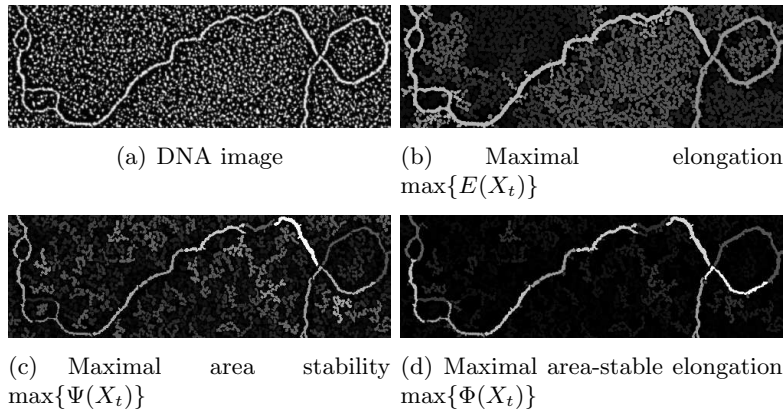 (a) DNA image
(b) Maximal elongation
max{E(X_t)}
(c) Maximal area stability
max{Ψ(X_t)}
(d) Maximal area-stable elongation
max{Φ(X_t)}